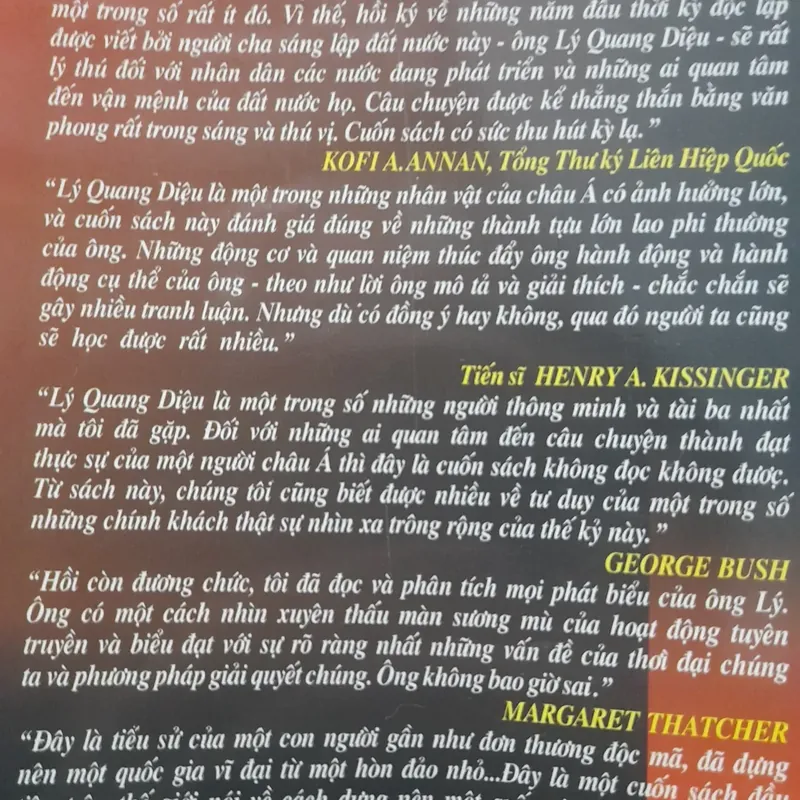 một trong số rất ít đó. Vì thế, hồi ký về những năm đầu thời kỳ độc lập
được viết bởi người cha sáng lập đất nước này - ông Lý Quang Diệu - sẽ rất
lý thú đối với nhân dân các nước đang phát triển và những ai quan tâm
đến vận mệnh của đất nước họ. Câu chuyện được kể thẳng thắn bằng văn
phong rất trong sáng và thú vị. Cuốn sách có sức thu hút kỳ lạ.”
KOFI A.ANNAN, Tổng Thư ký Liên Hiệp Quốc
“Lý Quang Diệu là một trong những nhân vật của châu Á có ảnh hưởng lớn,
và cuốn sách này đánh giá đúng về những thành tựu lớn lao phi thường
của ông. Những động cơ và quan niệm thúc đẩy ông hành động và hành
động cụ thể của ông - theo như lời ông mô tả và giải thích - chắc chắn sẽ
gây nhiều tranh luận. Nhưng dù có đồng ý hay không, qua đó người ta cũng
sẽ học được rất nhiều.”
Tiến sĩ HENRY A. KISSINGER
“Lý Quang Diệu là một trong số những người thông minh và tài ba nhất
mà tôi đã gặp. Đối với những ai quan tâm đến câu chuyện thành đạt
thực sự của một người châu Á thì đây là cuốn sách không đọc không được.
Từ sách này, chúng tôi cũng biết được nhiều về tư duy của một trong số
những chính khách thật sự nhìn xa trông rộng của thế kỷ này.”
GEORGE BUSH
“Hồi còn đương chức, tôi đã đọc và phân tích mọi phát biểu của ông Lý.
Ông có một cách nhìn xuyên thấu màn sương mù của hoạt động tuyên
truyền và biểu đạt với sự rõ ràng nhất những vấn đề của thời đại chúng
ta và phương pháp giải quyết chúng. Ông không bao giờ sai.”
MARGARET THATCHER
“Đây là tiểu sử của một con người gần như đơn thương độc mã, đã dựng
nên một quốc gia vĩ đại từ một hòn đảo nhỏ...Đây là một cuốn sách đầu
thế giới nói về cách dựng nên một